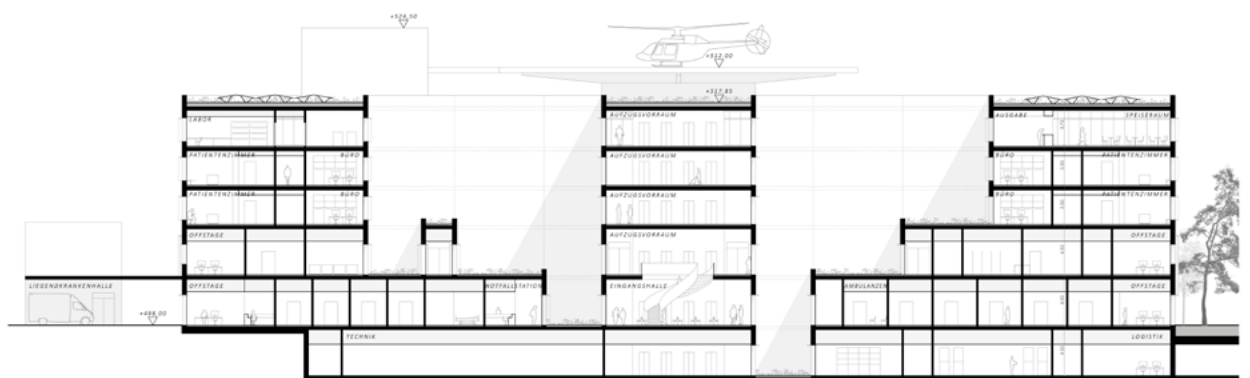 +524.50
+512.00
+517.85
LABOR
AUFZUGSVORRAUM
AUSGABE
SPEISERAUM
PATIENTENZIMMER
BÜRO
AUFZUGSVORRAUM
BÜRO
PATIENTENZIMMER
PATIENTENZIMMER
BÜRO
AUFZUGSVORRAUM
BÜRO
PATIENTENZIMMER
OFFSTAGE
AUFZUGSVORRAUM
OFFSTAGE
LIEGENDKRANKENHALLE
OFFSTAGE
NOTFALLSTATION
EINGANGSHALLE
AMBULANZEN
OFFSTAGE
+498.00
TECHNIK
LOGISTIK